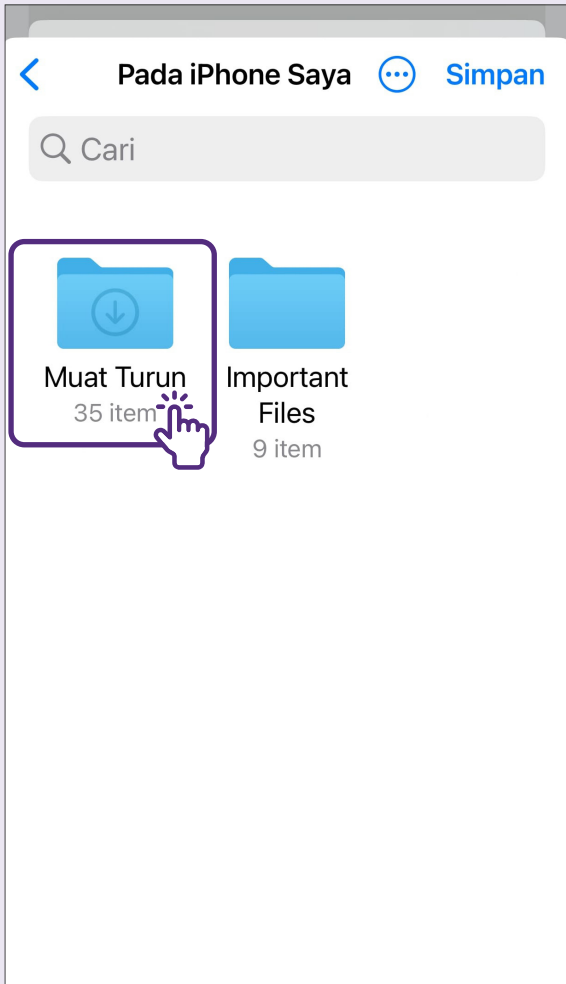 Pada iPhone Saya
Simpan
Cari
Muat Turun
35 item
Important
Files
9 item